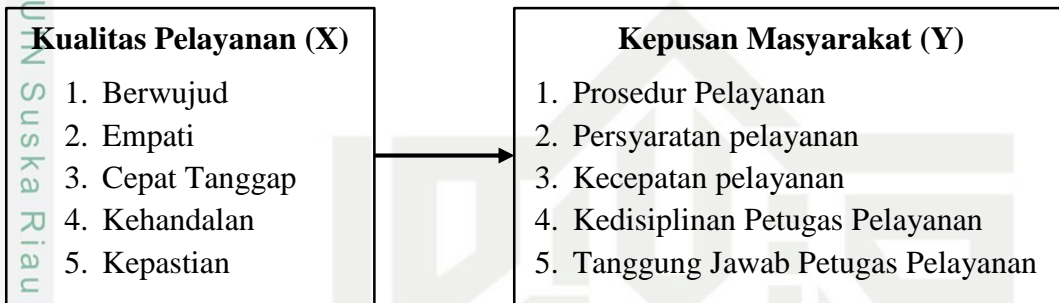 UIN Suska Riau
Kualitas Pelayanan (X)
1. Berwujud
2. Empati
3. Cepat Tanggap
4. Kehandalan
5. Kepastian
Kepusan Masyarakat (Y)
1. Prosedur Pelayanan
2. Persyaratan pelayanan
3. Kecepatan pelayanan
4. Kedisiplinan Petugas Pelayanan
5. Tanggung Jawab Petugas Pelayanan